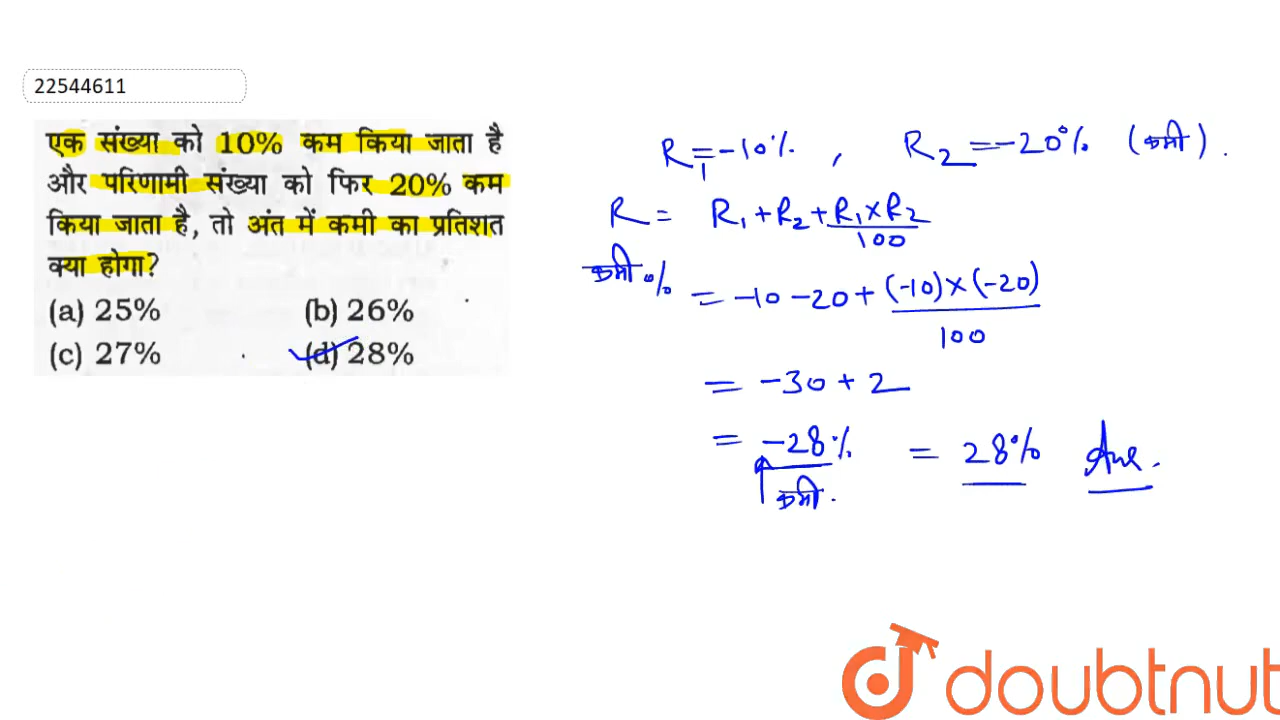 22544611
एक संख्या को 10% कम किया जाता है
और परिणामी संख्या को फिर 20% कम
किया जाता है, तो अंत में कमी का प्रतिशत
क्या होगा?
(a) 25% (b) 26%
(c) 27% (d) 28%
R₁=-10% , R₂=-20% (कमी).
R = R₁+R₂+R₁×R₂/100
कमी%
= -10-20+(-10)×(-20)/100
= -30+2
= -28% = 28% Ans.
कमी.
doubtnut